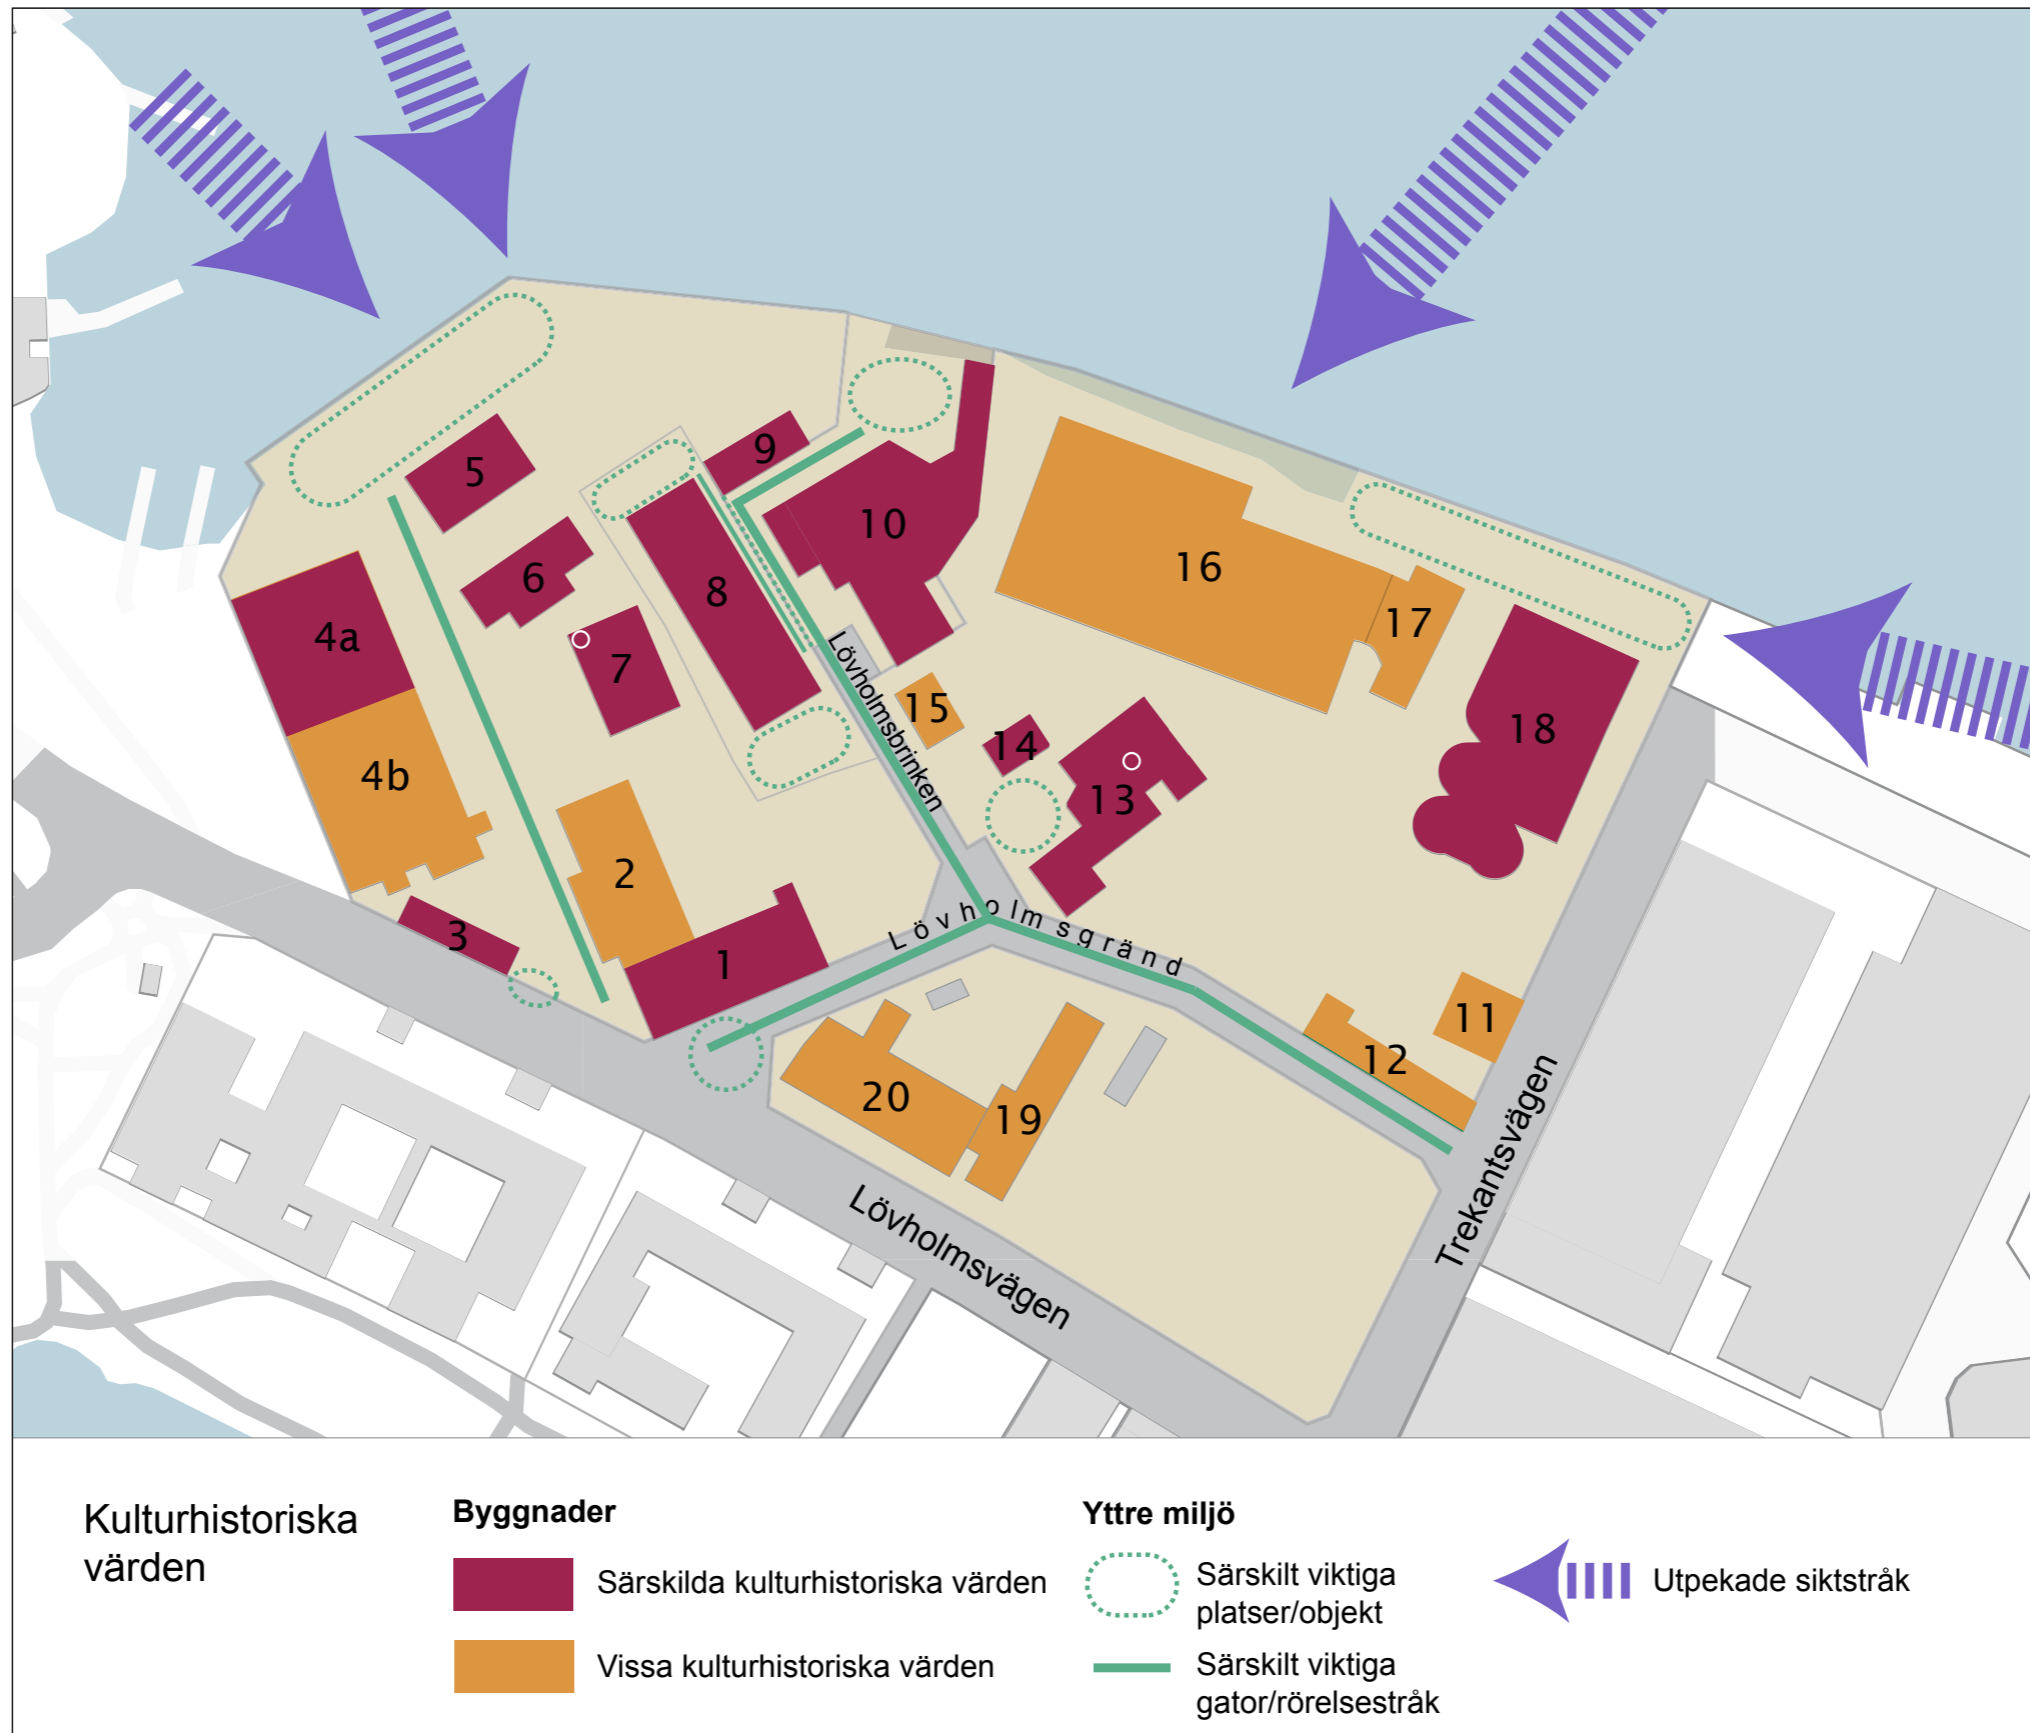 5
9
10
6
8
16
4a
7
17
15
14
18
4b
13
Lövholmsbrinken
2
3
1
Lövholmsgränd
11
12
20
19
Trekantsvägen
Lövholmsvägen
Kulturhistoriska
värden
Byggnader
Särskilda kulturhistoriska värden
Vissa kulturhistoriska värden
Yttre miljö
Särskilt viktiga
platser/objekt
Särskilt viktiga
gator/rörelsestråk
Utpekade siktstråk